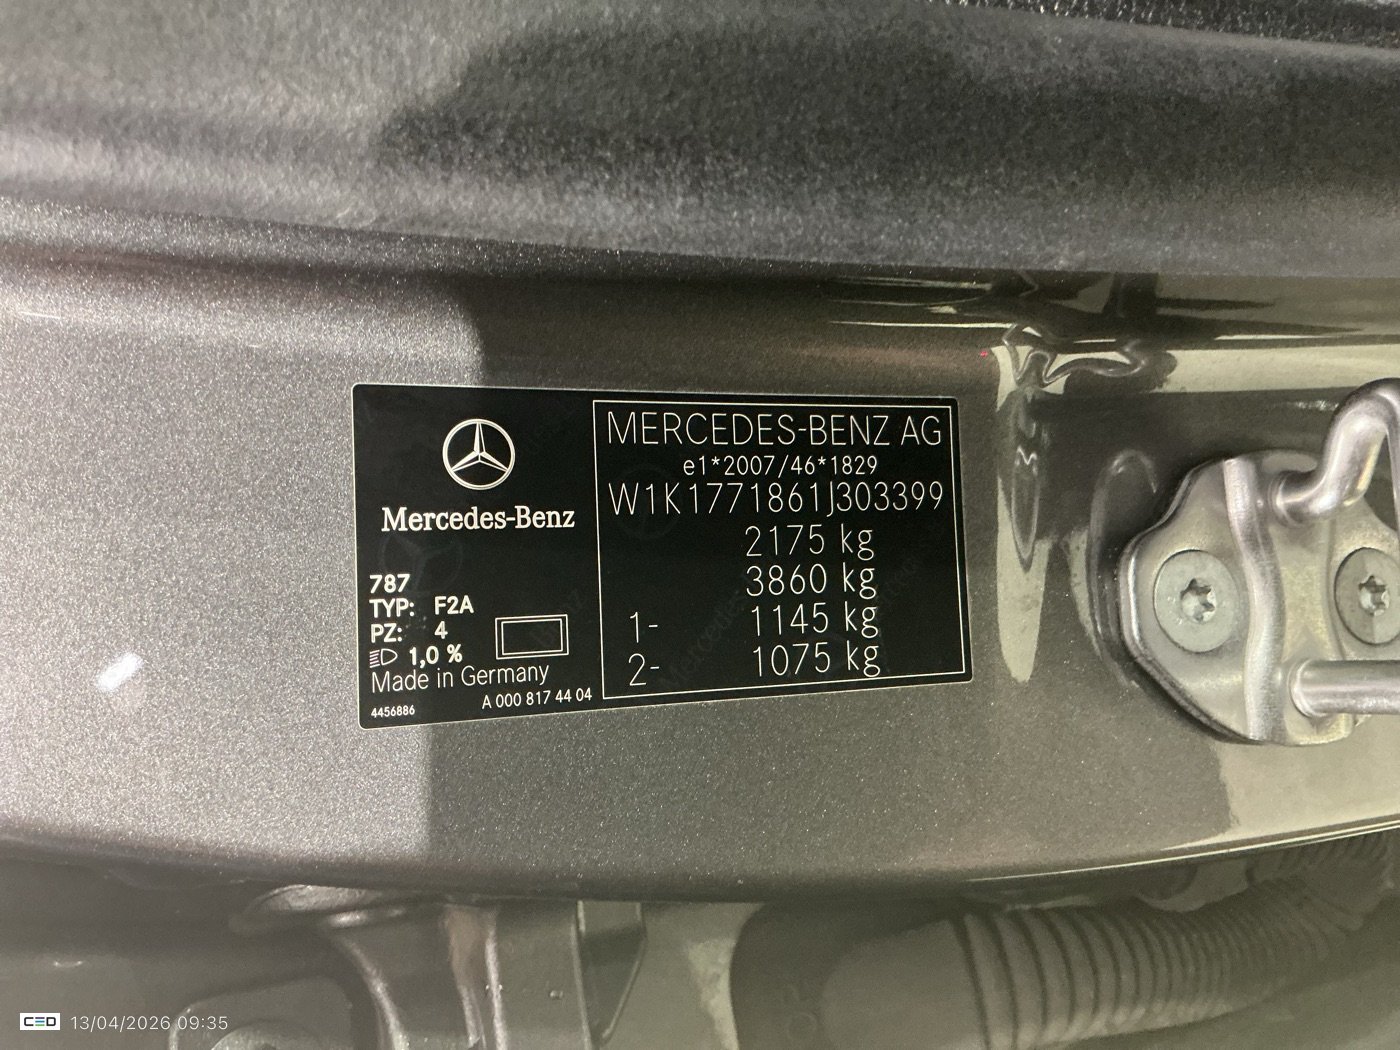 Mercedes-Benz
787
TYP: F2A
PZ: 4
1,0 %
Made in Germany
4456886
A 000 817 44 04
MERCEDES-BENZ AG
e1*2007/46*1829
W1K1771861J303399
2175 kg
3860 kg
1- 1145 kg
2- 1075 kg
CED 13/04/2026 09:35